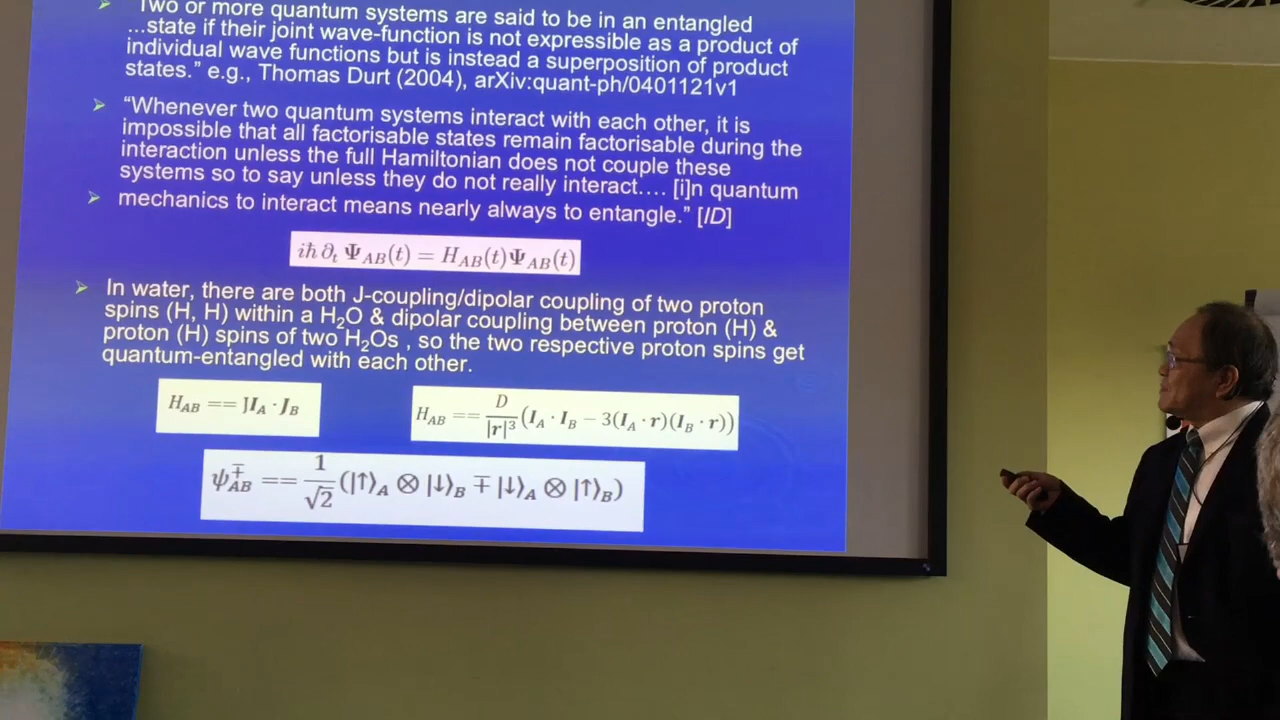 "Two or more quantum systems are said to be in an entangled
...state if their joint wave-function is not expressible as a product of
individual wave functions but is instead a superposition of product
states." e.g., Thomas Durt (2004), arXiv:quant-ph/0401121v1
"Whenever two quantum systems interact with each other, it is
impossible that all factorisable states remain factorisable during the
interaction unless the full Hamiltonian does not couple these
systems so to say unless they do not really interact…. [i]n quantum
mechanics to interact means nearly always to entangle." [ID]
iħ ∂ₜ Ψ_AB(t) = H_AB(t)Ψ_AB(t)
In water, there are both J-coupling/dipolar coupling of two proton
spins (H, H) within a H₂O & dipolar coupling between proton (H) &
proton (H) spins of two H₂Os , so the two respective proton spins get
quantum-entangled with each other.
H_AB == JI_A · J_B
H_AB == D/|r|³ (I_A · I_B − 3(I_A · r)(I_B · r))
ψ_AB^∓ == 1/√2 (|↑⟩_A ⊗ |↓⟩_B ∓ |↓⟩_A ⊗ |↑⟩_B)